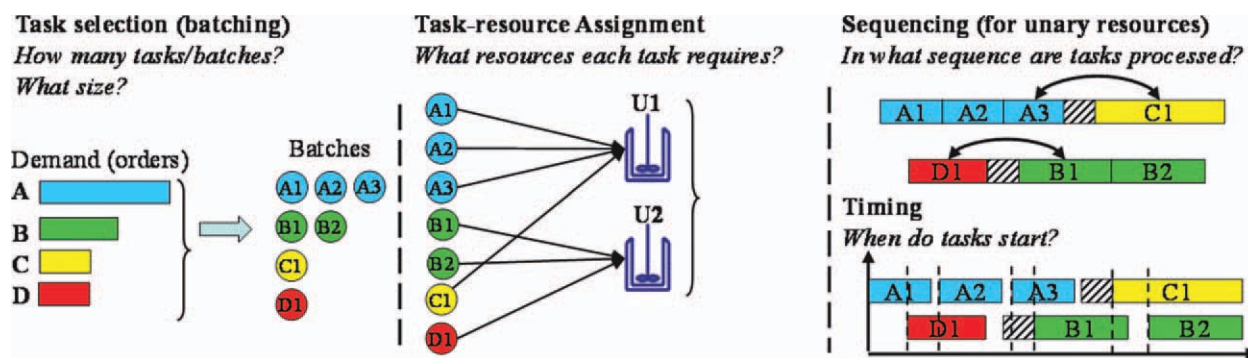 Task selection (batching)
How many tasks/batches?
What size?
Demand (orders)
A
B
C
D
Batches
A1 A2 A3
B1 B2
C1
D1
Task-resource Assignment
What resources each task requires?
A1
A2
A3
B1
B2
C1
D1
U1
U2
Sequencing (for unary resources)
In what sequence are tasks processed?
A1 A2 A3 C1
D1 B1 B2
Timing
When do tasks start?
A1 A2 A3 C1
D1 B1 B2